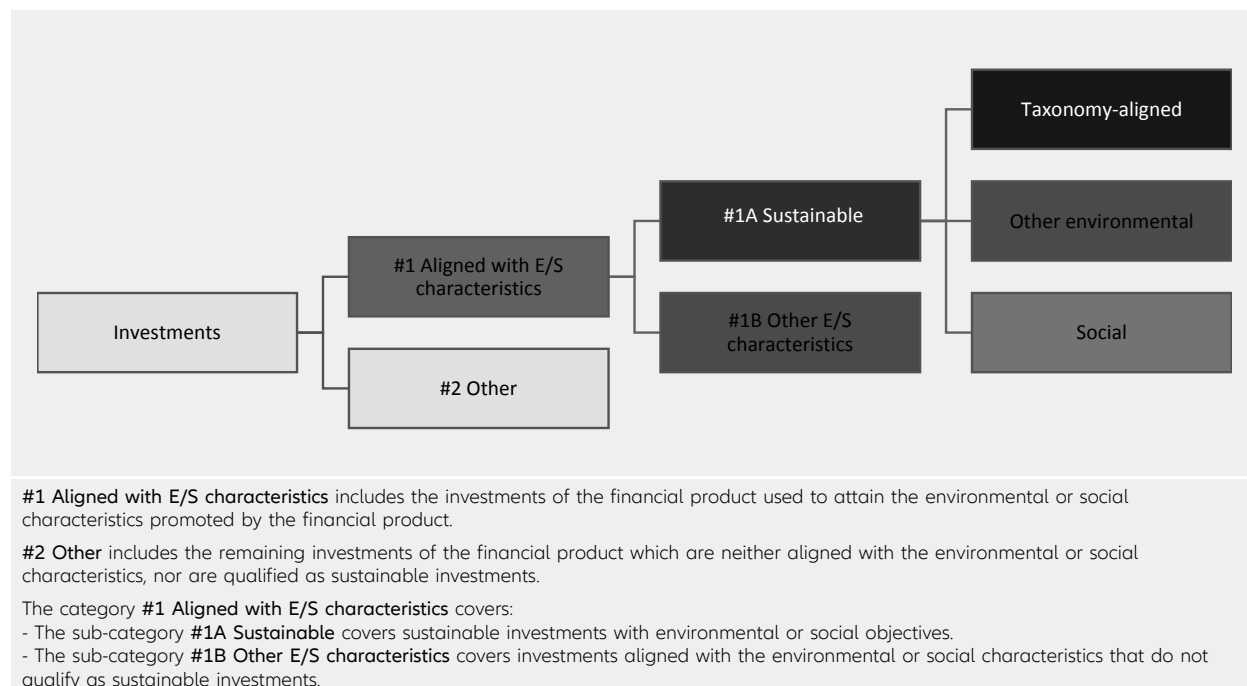 Taxonomy-aligned
#1A Sustainable
Other environmental
#1 Aligned with E/S
characteristics
#1B Other E/S
characteristics
Investments
Social
#2 Other
#1 Aligned with E/S characteristics includes the investments of the financial product used to attain the environmental or social
characteristics promoted by the financial product.
#2 Other includes the remaining investments of the financial product which are neither aligned with the environmental or social
characteristics, nor are qualified as sustainable investments.
The category #1 Aligned with E/S characteristics covers:
- The sub-category #1A Sustainable covers sustainable investments with environmental or social objectives.
- The sub-category #1B Other E/S characteristics covers investments aligned with the environmental or social characteristics that do not
qualify as sustainable investments.